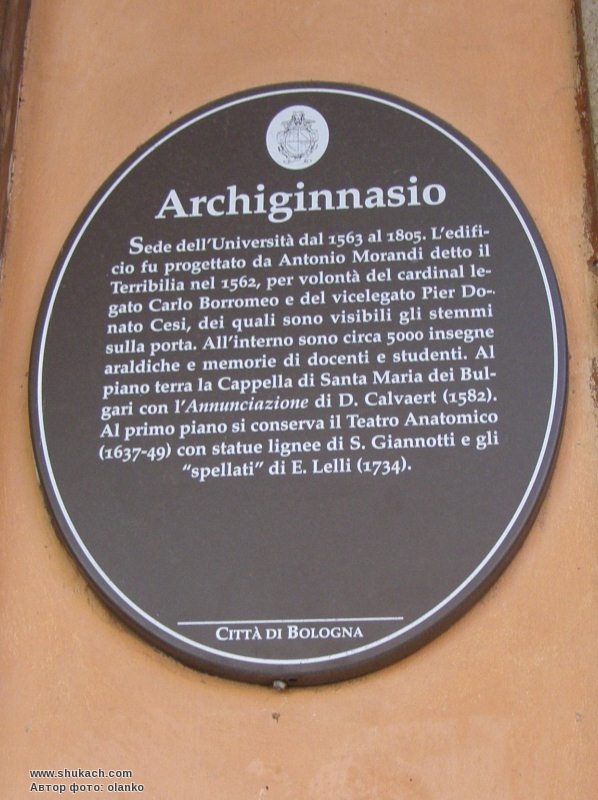 Archiginnasio
Sede dell'Università dal 1563 al 1805. L'edifi-
cio fu progettato da Antonio Morandi detto il
Terribilia nel 1562, per volontà del cardinal le-
gato Carlo Borromeo e del vicelegato Pier Do-
nato Cesi, dei quali sono visibili gli stemmi
sulla porta. All'interno sono circa 5000 insegne
araldiche e memorie di docenti e studenti. Al
piano terra la Cappella di Santa Maria dei Bul-
gari con l'Annunciazione di D. Calvaert (1582).
Al primo piano si conserva il Teatro Anatomico
(1637-49) con statue lignee di S. Giannotti e gli
“spellati” di E. Lelli (1734).
CITTÀ DI BOLOGNA
www.shukach.com
Автор фото: olanko